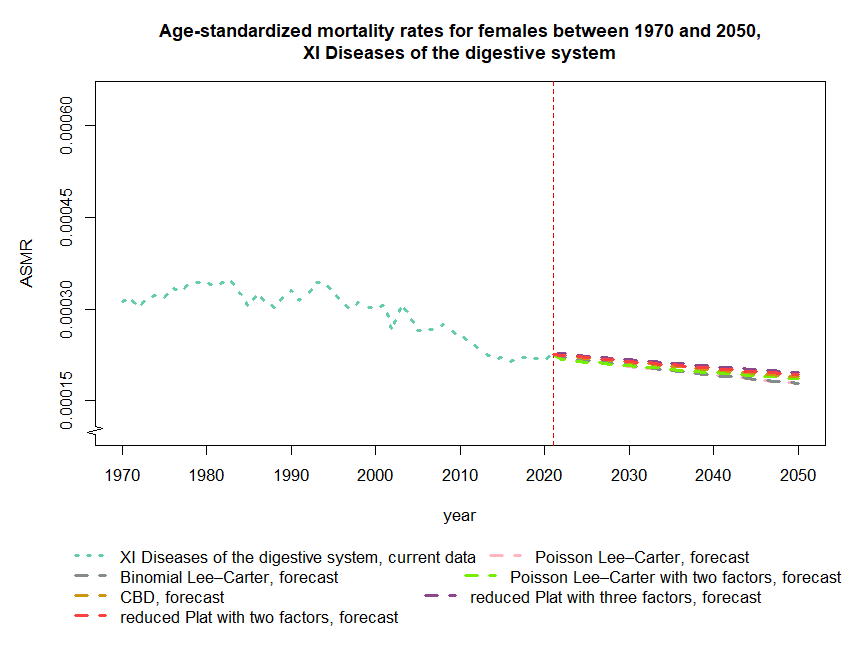 Age-standardized mortality rates for females between 1970 and 2050,
XI Diseases of the digestive system
0.00060
0.00045
0.00030
0.00015
ASMR
1970 1980 1990 2000 2010 2020 2030 2040 2050
year
XI Diseases of the digestive system, current data Poisson Lee–Carter, forecast
Binomial Lee–Carter, forecast Poisson Lee–Carter with two factors, forecast
CBD, forecast reduced Plat with three factors, forecast
reduced Plat with two factors, forecast